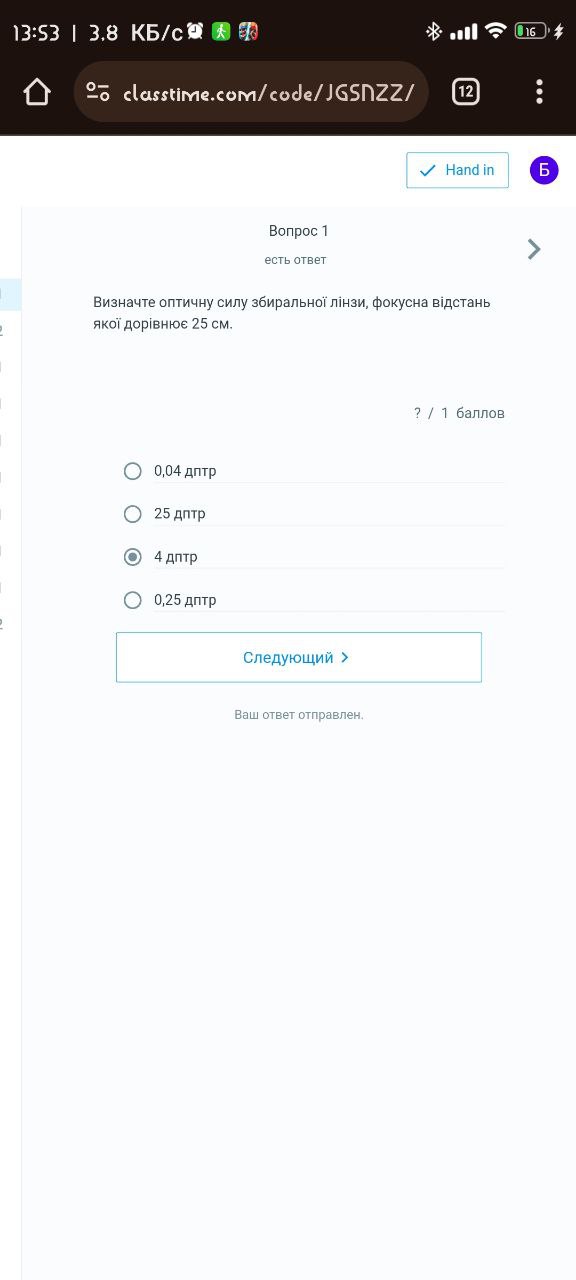 13:53 | 3,8 КБ/с 16
classtime.com/code/JGSNZZ/ 12
Hand in Б
Вопрос 1
есть ответ
Визначте оптичну силу збиральної лінзи, фокусна відстань
якої дорівнює 25 см.
? / 1 баллов
0,04 дптр
25 дптр
4 дптр
0,25 дптр
Следующий
Ваш ответ отправлен.